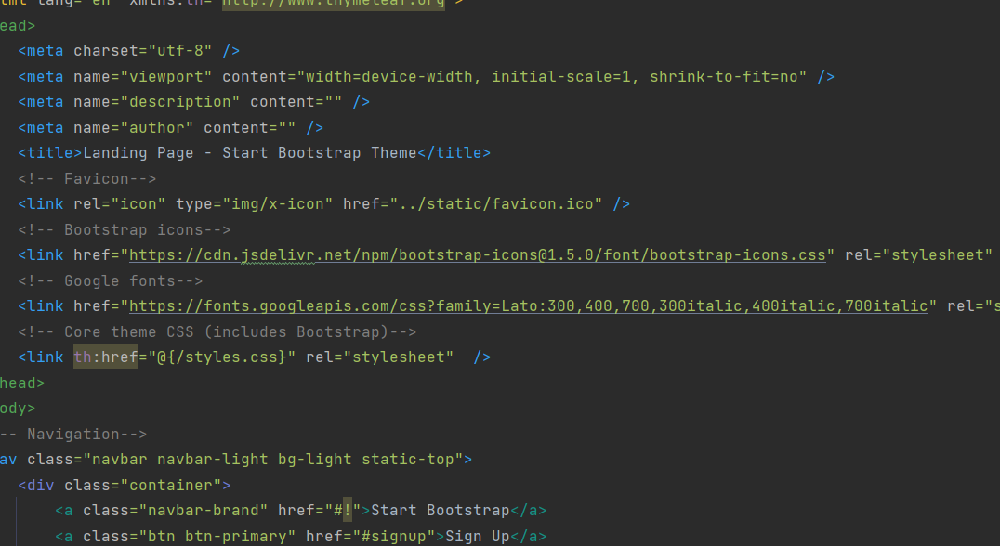 tml lang="en" xmlns:th="http://www.thymeleaf.org">
ead>
<meta charset="utf-8" />
<meta name="viewport" content="width=device-width, initial-scale=1, shrink-to-fit=no" />
<meta name="description" content="" />
<meta name="author" content="" />
<title>Landing Page - Start Bootstrap Theme</title>
<!-- Favicon-->
<link rel="icon" type="img/x-icon" href="../static/favicon.ico" />
<!-- Bootstrap icons-->
<link href="https://cdn.jsdelivr.net/npm/bootstrap-icons@1.5.0/font/bootstrap-icons.css" rel="stylesheet"
<!-- Google fonts-->
<link href="https://fonts.googleapis.com/css?family=Lato:300,400,700,300italic,400italic,700italic" rel="s
<!-- Core theme CSS (includes Bootstrap)-->
<link th:href="@{/styles.css}" rel="stylesheet"  />
head>
ody>
-- Navigation-->
av class="navbar navbar-light bg-light static-top">
<div class="container">
<a class="navbar-brand" href="#!">Start Bootstrap</a>
<a class="btn btn-primary" href="#signup">Sign Up</a>